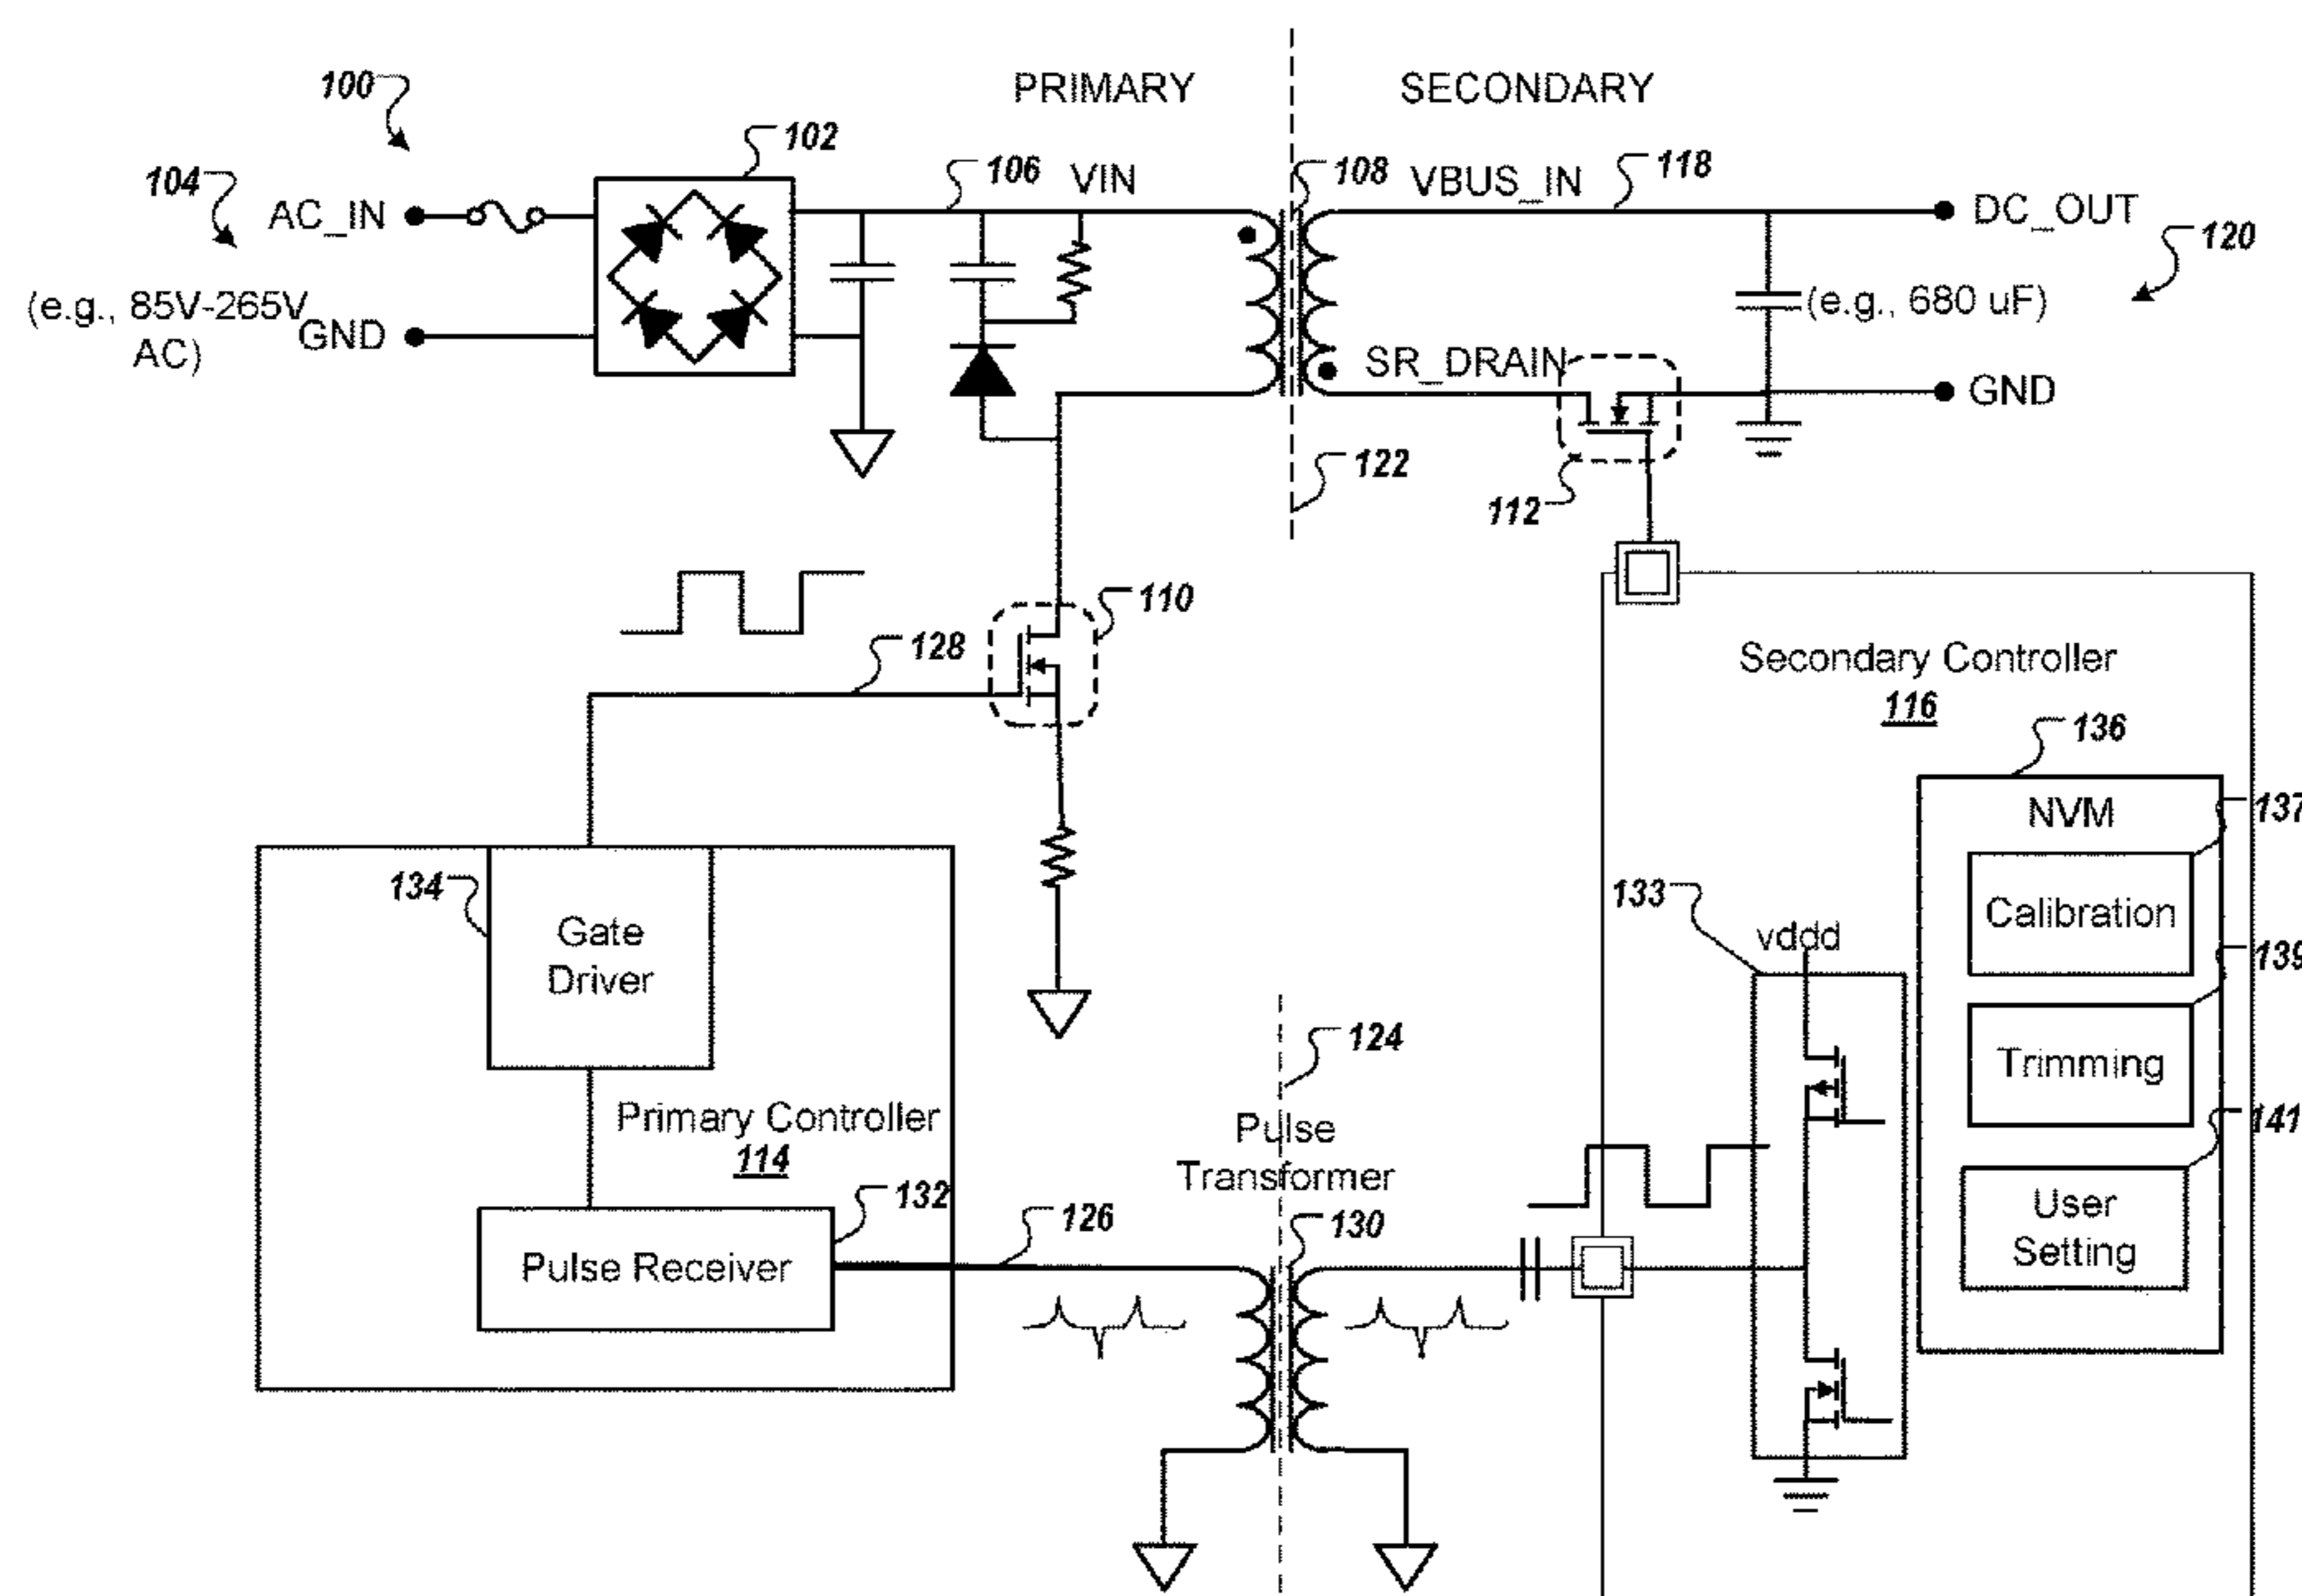 PRIMARY
SECONDARY
100
102
104
AC_IN
106
VIN
108
VBUS_IN
118
DC_OUT
120
(e.g., 85V-265V
AC)
GND
(e.g., 680 uF)
SR_DRAIN
GND
122
112
110
128
Secondary Controller
116
136
NVM
137
134
Gate
Driver
133
vddd
Calibration
139
124
Trimming
Primary Controller
114
Pulse
Transformer
141
132
126
130
User
Setting
Pulse Receiver